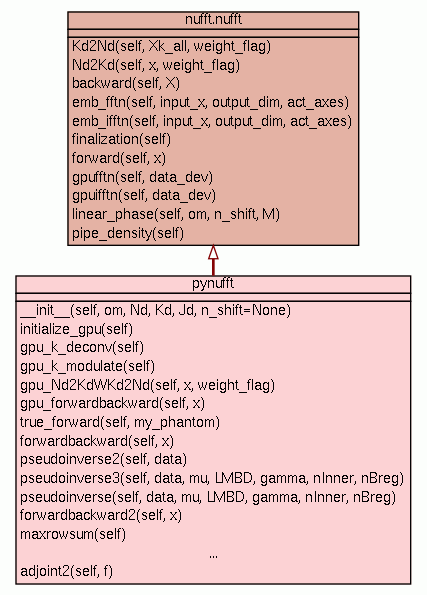 nufft.nufft
Kd2Nd(self, Xk_all, weight_flag)
Nd2Kd(self, x, weight_flag)
backward(self, X)
emb_fftn(self, input_x, output_dim, act_axes)
emb_ifftn(self, input_x, output_dim, act_axes)
finalization(self)
forward(self, x)
gpufftn(self, data_dev)
gpuifftn(self, data_dev)
linear_phase(self, om, n_shift, M)
pipe_density(self)
pynufft
__init__(self, om, Nd, Kd, Jd, n_shift=None)
initialize_gpu(self)
gpu_k_deconv(self)
gpu_k_modulate(self)
gpu_Nd2KdWKd2Nd(self, x, weight_flag)
gpu_forwardbackward(self, x)
true_forward(self, my_phantom)
forwardbackward(self, x)
pseudoinverse2(self, data)
pseudoinverse3(self, data, mu, LMBD, gamma, nInner, nBreg)
pseudoinverse(self, data, mu, LMBD, gamma, nInner, nBreg)
forwardbackward2(self, x)
maxrowsum(self)
...
adjoint2(self, f)